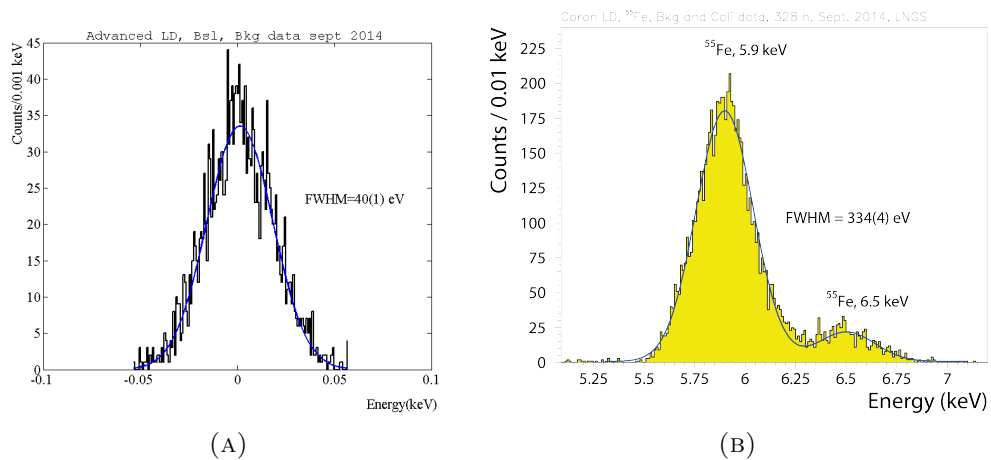 Advanced LD, Bsl, Bkg data sept 2014
Counts/0.001 keV
45
40
35
30
25
20
15
10
5
0
FWHM=40(1) eV
-0.1
-0.05
0
0.05
0.1
Energy(keV)
(A)
Caron LD, ⁵⁵Fe, Bkg and Cali data, 328 h, Sept. 2014, LNGS
Counts / 0.01 keV
225
200
175
150
125
100
75
50
25
0
⁵⁵Fe, 5.9 keV
FWHM = 334(4) eV
⁵⁵Fe, 6.5 keV
5.25
5.5
5.75
6
6.25
6.5
6.75
7
Energy (keV)
(B)